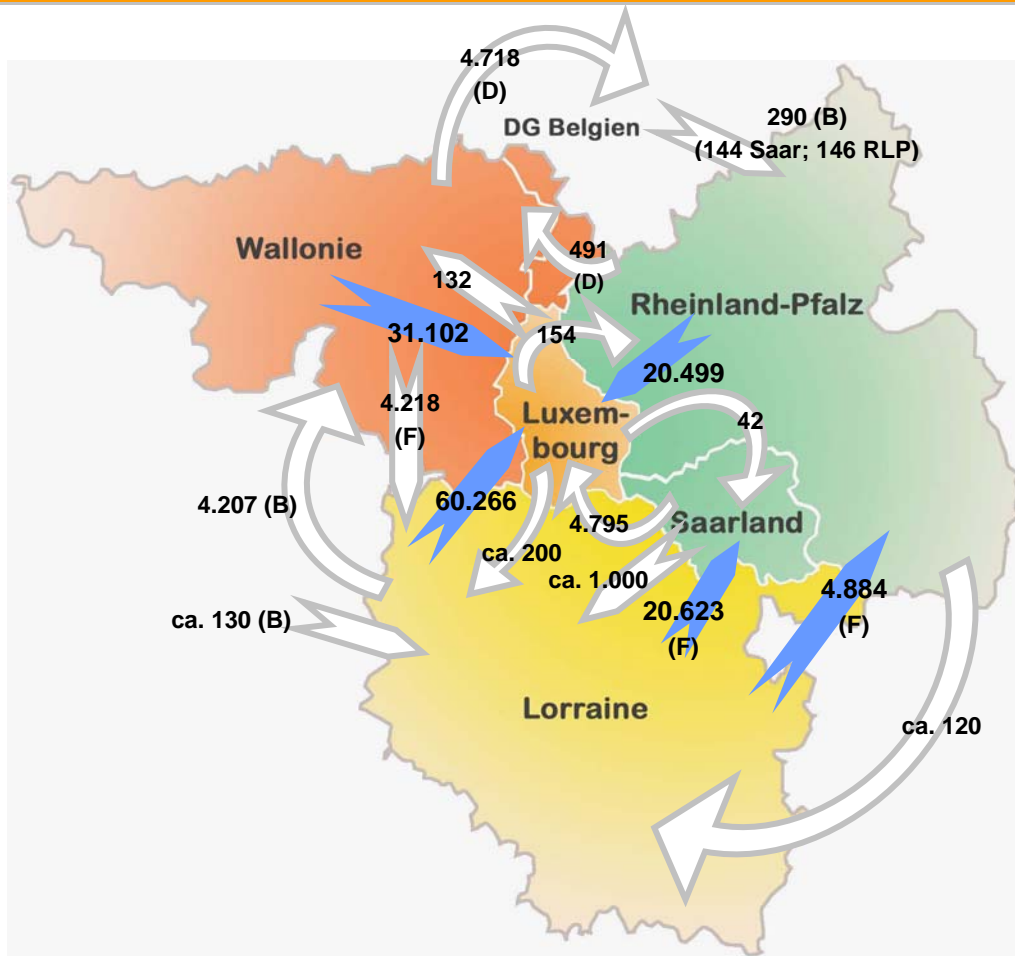 4.718
(D)
DG Belgien
290 (B)
(144 Saar; 146 RLP)
Wallonie
491
(D)
132
Rheinland-Pfalz
31.102
154
20.499
4.218
(F)
Luxem-
bourg
42
4.207 (B)
60.266
4.795
Saarland
ca. 200
ca. 1.000
20.623
(F)
4.884
(F)
ca. 130 (B)
Lorraine
ca. 120